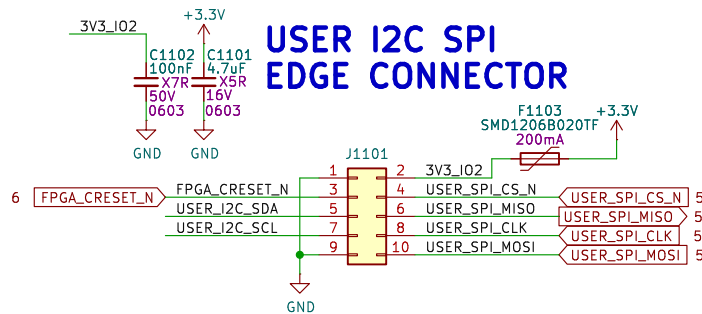 +3.3V
3V3_IO2
USER I2C SPI
EDGE CONNECTOR
C1102
100nF
X7R
50V
0603
GND
C1101
4.7uF
X5R
16V
0603
GND
F1103
SMD1206B020TF
200mA
+3.3V
J1101
1 2 3V3_IO2
6 FPGA_CRESET_N FPGA_CRESET_N 3 4 USER_SPI_CS_N USER_SPI_CS_N 5
USER_I2C_SDA 5 6 USER_SPI_MISO USER_SPI_MISO 5
USER_I2C_SCL 7 8 USER_SPI_CLK USER_SPI_CLK 5
9 10 USER_SPI_MOSI USER_SPI_MOSI 5
GND